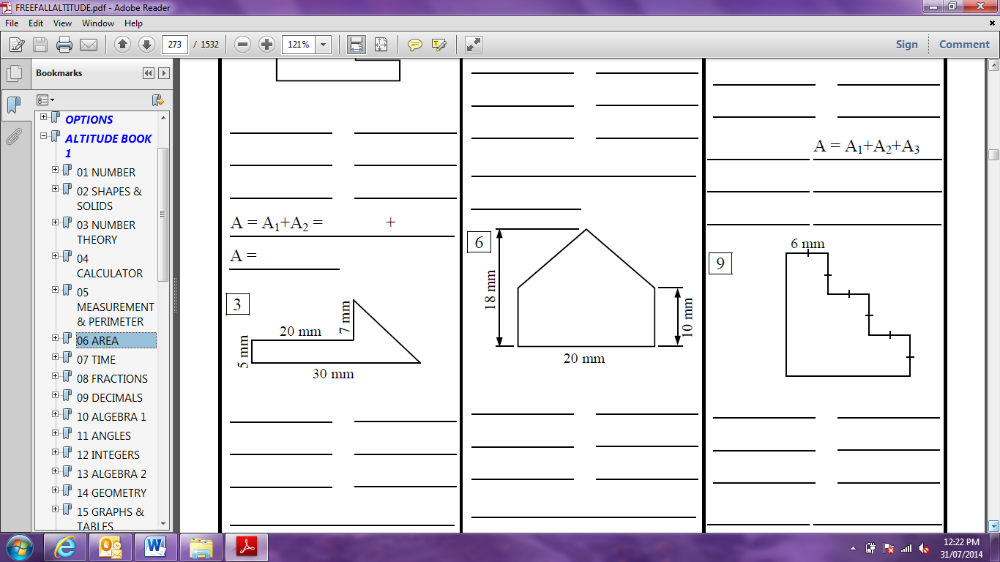 FREEFALLALTITUDE.pdf - Adobe Reader
File Edit View Window Help
273 / 1532 121% Sign Comment
Bookmarks
OPTIONS
ALTITUDE BOOK
1
01 NUMBER
02 SHAPES &
SOLIDS
03 NUMBER
THEORY
04
CALCULATOR
05
MEASUREMENT
& PERIMETER
06 AREA
07 TIME
08 FRACTIONS
09 DECIMALS
10 ALGEBRA 1
11 ANGLES
12 INTEGERS
13 ALGEBRA 2
14 GEOMETRY
15 GRAPHS &
TABLES
A = A₁+A₂ = +
A =
3
20 mm
7 mm
5 mm
30 mm
6
18 mm
10 mm
20 mm
A = A₁+A₂+A₃
9
6 mm
12:22 PM
31/07/2014